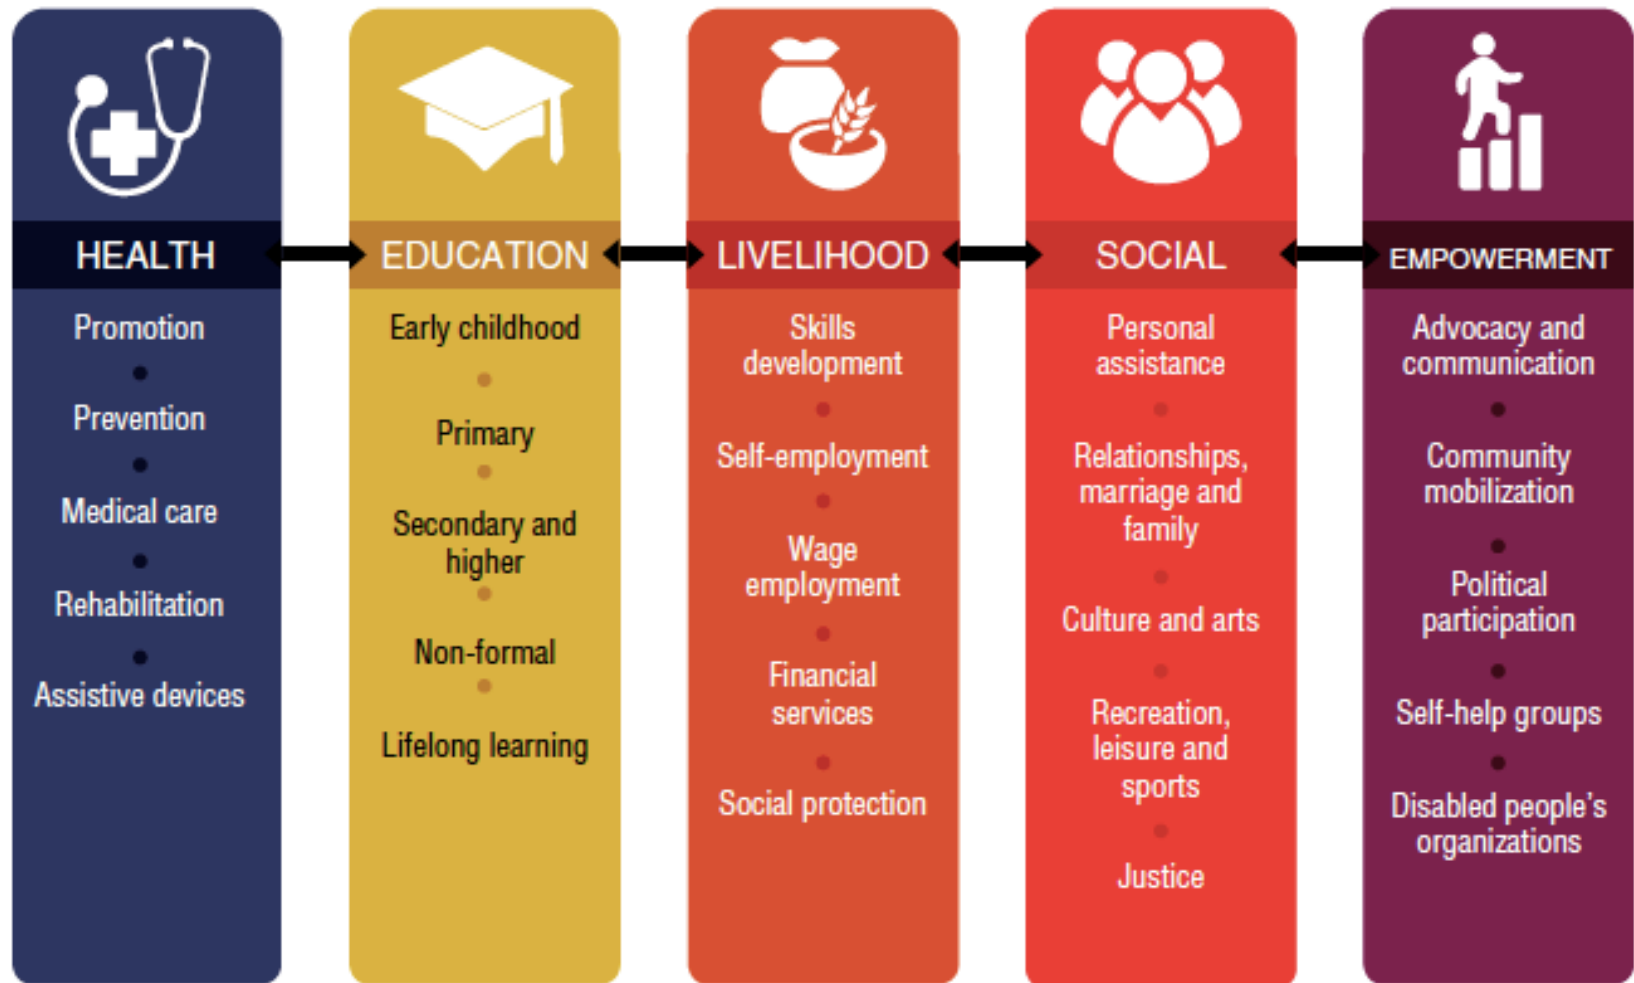 HEALTH
Promotion
Prevention
Medical care
Rehabilitation
Assistive devices
EDUCATION
Early childhood
Primary
Secondary and
higher
Non-formal
Lifelong learning
LIVELIHOOD
Skills
development
Self-employment
Wage
employment
Financial
services
Social protection
SOCIAL
Personal
assistance
Relationships,
marriage and
family
Culture and arts
Recreation,
leisure and
sports
Justice
EMPOWERMENT
Advocacy and
communication
Community
mobilization
Political
participation
Self-help groups
Disabled people’s
organizations